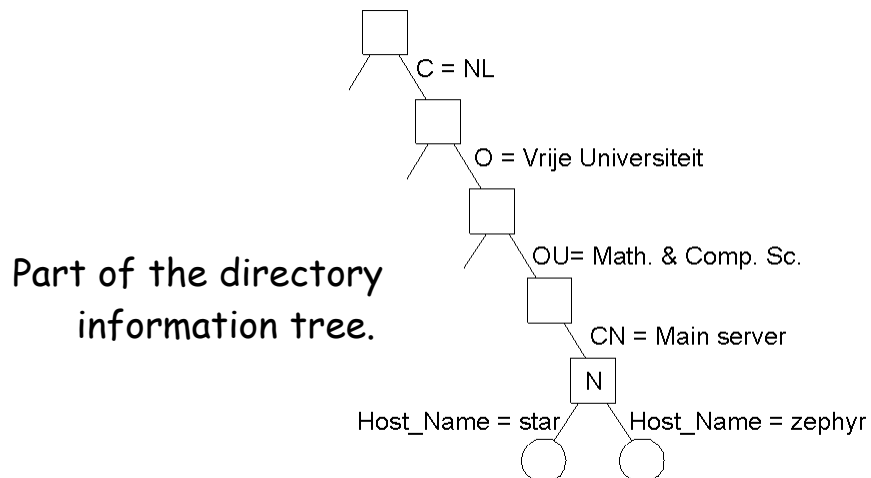 C = NL
O = Vrije Universiteit
OU= Math. & Comp. Sc.
Part of the directory
information tree.
CN = Main server
N
Host_Name = star
Host_Name = zephyr